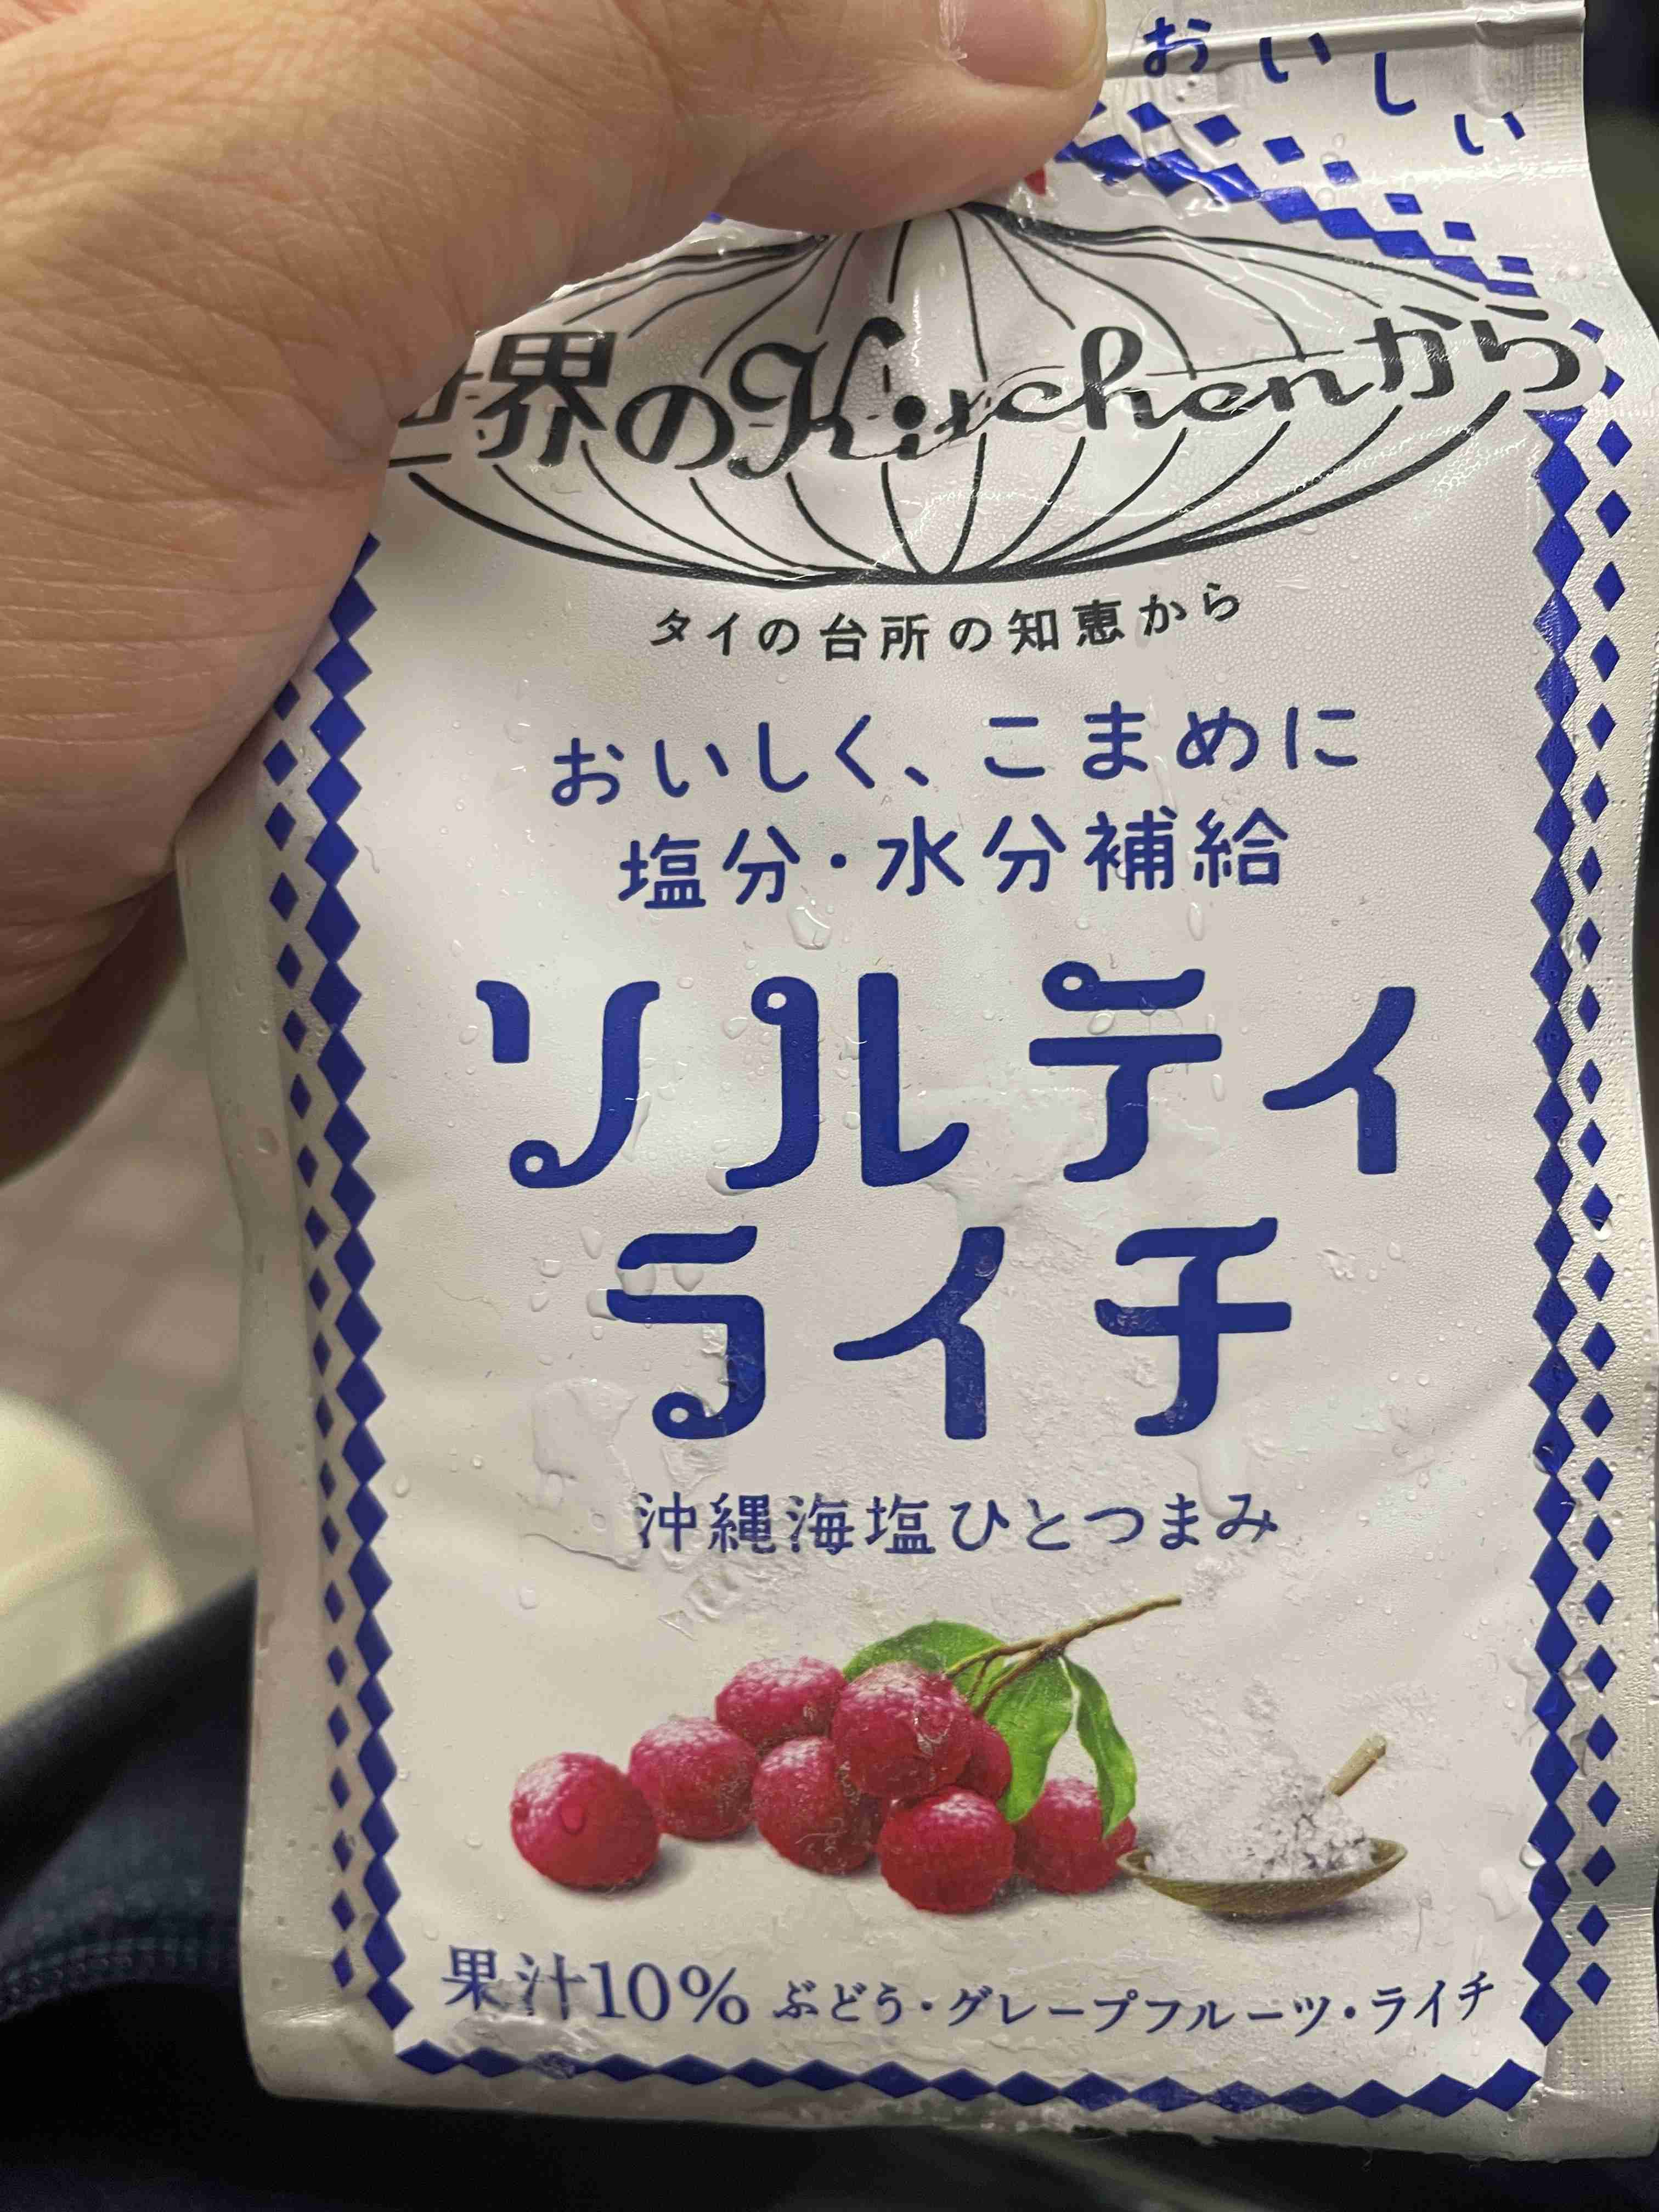 おいしい
世界のKitchenから
タイの台所の知恵から
おいしく、こまめに
塩分・水分補給
ソルティ
ライチ
沖縄海塩ひとつまみ
果汁10% ぶどう・グレープフルーツ・ライチ